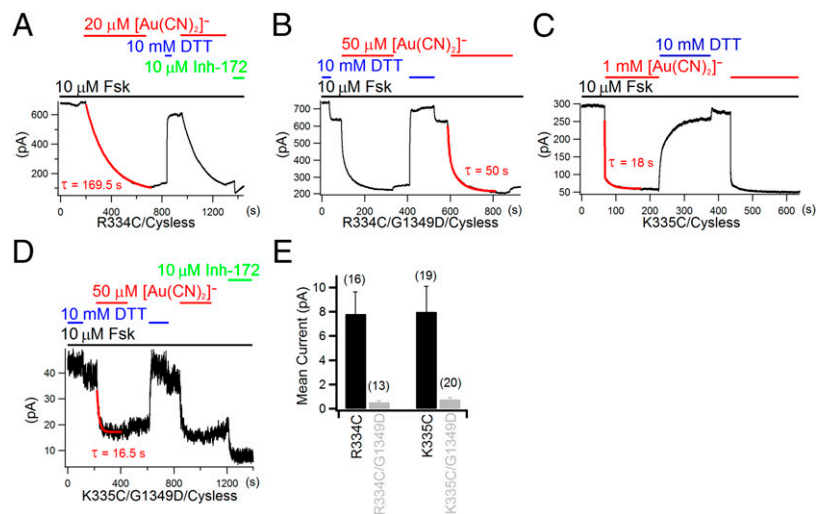 A
20 μM [Au(CN)₂]⁻
10 mM DTT
10 μM Inh-172
10 μM Fsk
600
400
200
(pA)
τ = 169.5 s
0
400
800
1200
(s)
R334C/Cysless
B
50 μM [Au(CN)₂]⁻
10 mM DTT
10 μM Fsk
700
600
500
400
300
200
(pA)
τ = 50 s
0
200
400
600
800
(s)
R334C/G1349D/Cysless
C
10 mM DTT
1 mM [Au(CN)₂]⁻
10 μM Fsk
300
250
200
150
100
50
(pA)
τ = 18 s
0
200
400
600
(s)
K335C/Cysless
D
10 μM Inh-172
50 μM [Au(CN)₂]⁻
10 mM DTT
10 μM Fsk
40
30
20
10
(pA)
τ = 16.5 s
0
400
800
1200
(s)
K335C/G1349D/Cysless
E
Mean Current (pA)
10
8
6
4
2
0
(16)
(13)
(19)
(20)
R334C
R334C/G1349D
K335C
K335C/G1349D